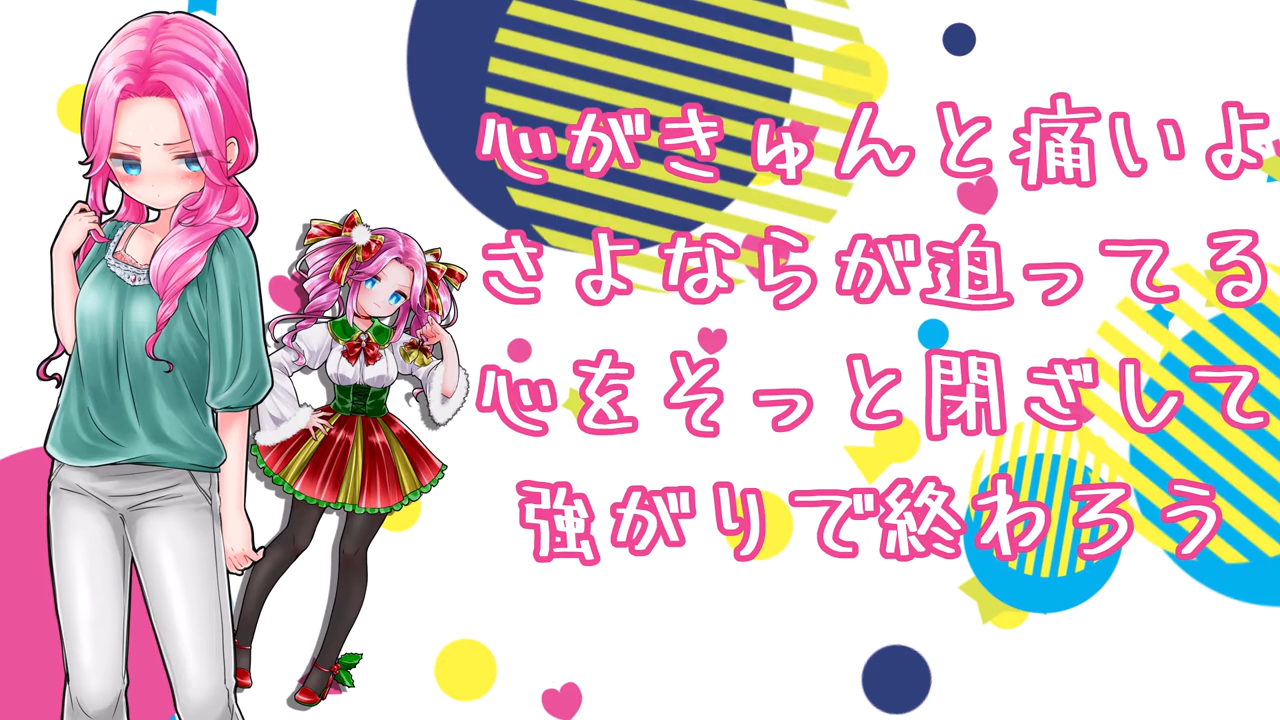 心がきゅんと痛いよ
さよならが迫ってる
心をそっと閉ざして
強がりで終わろう